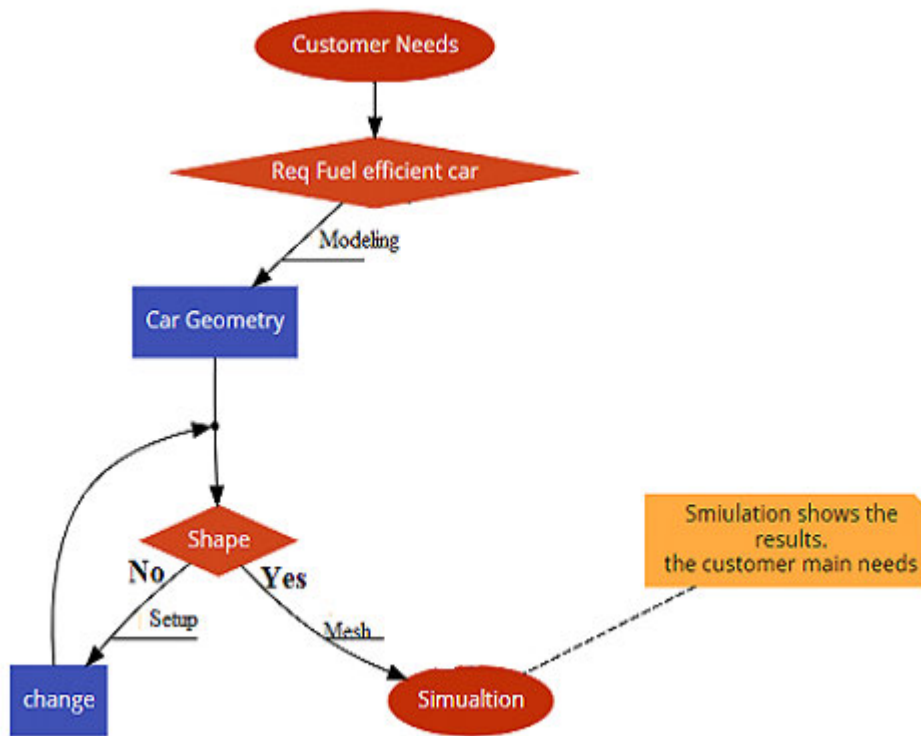 Customer Needs
Req Fuel efficient car
Modeling
Car Geometry
Shape
No
Yes
Setup
Mesh
change
Simualtion
Smiulation shows the
results.
the customer main needs